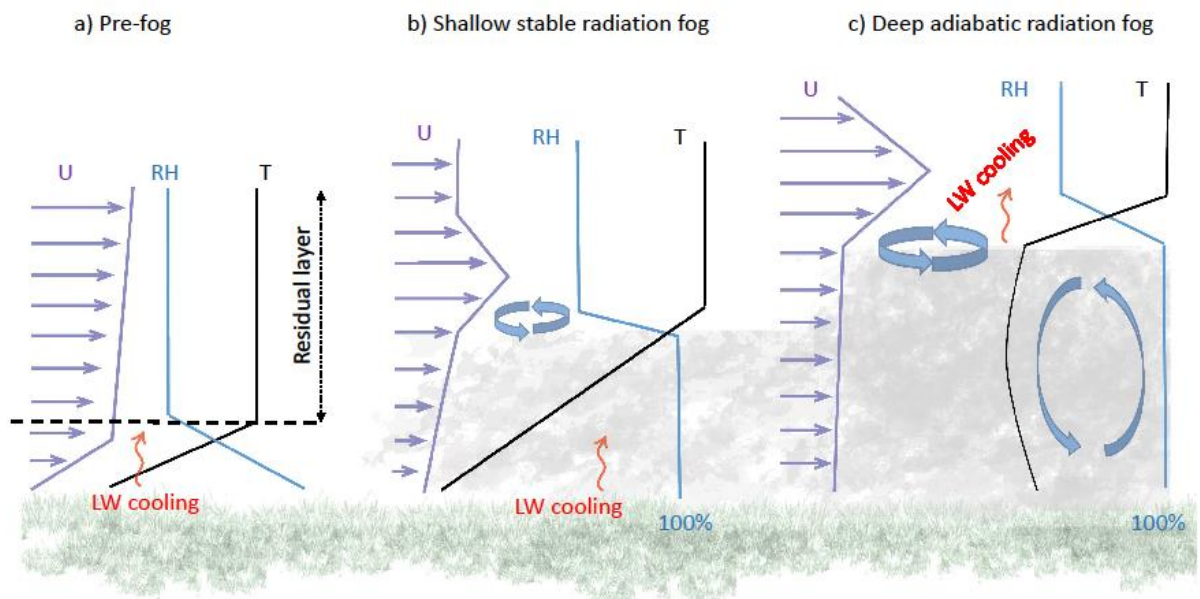 a) Pre-fog
b) Shallow stable radiation fog
c) Deep adiabatic radiation fog
U
RH
T
Residual layer
LW cooling
U
RH
T
LW cooling
100%
U
RH
T
LW cooling
100%